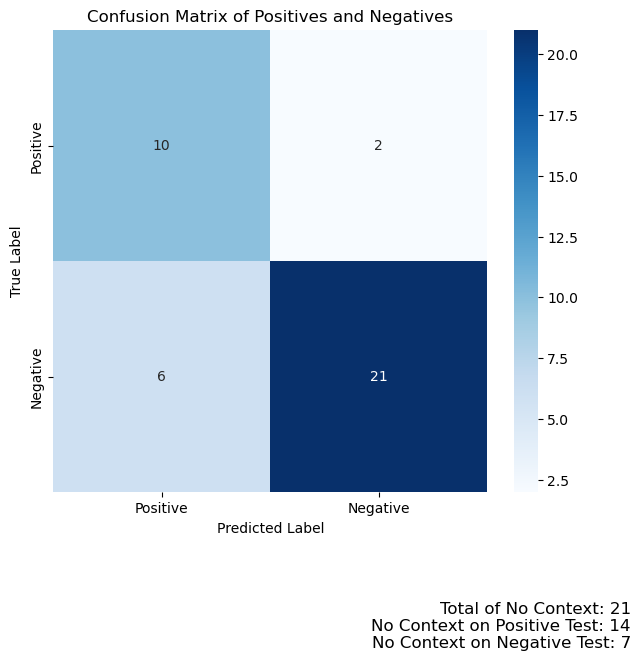 Confusion Matrix of Positives and Negatives
True Label
Positive
Negative
10
2
6
21
Positive
Negative
Predicted Label
20.0
17.5
15.0
12.5
10.0
7.5
5.0
2.5
Total of No Context: 21
No Context on Positive Test: 14
No Context on Negative Test: 7